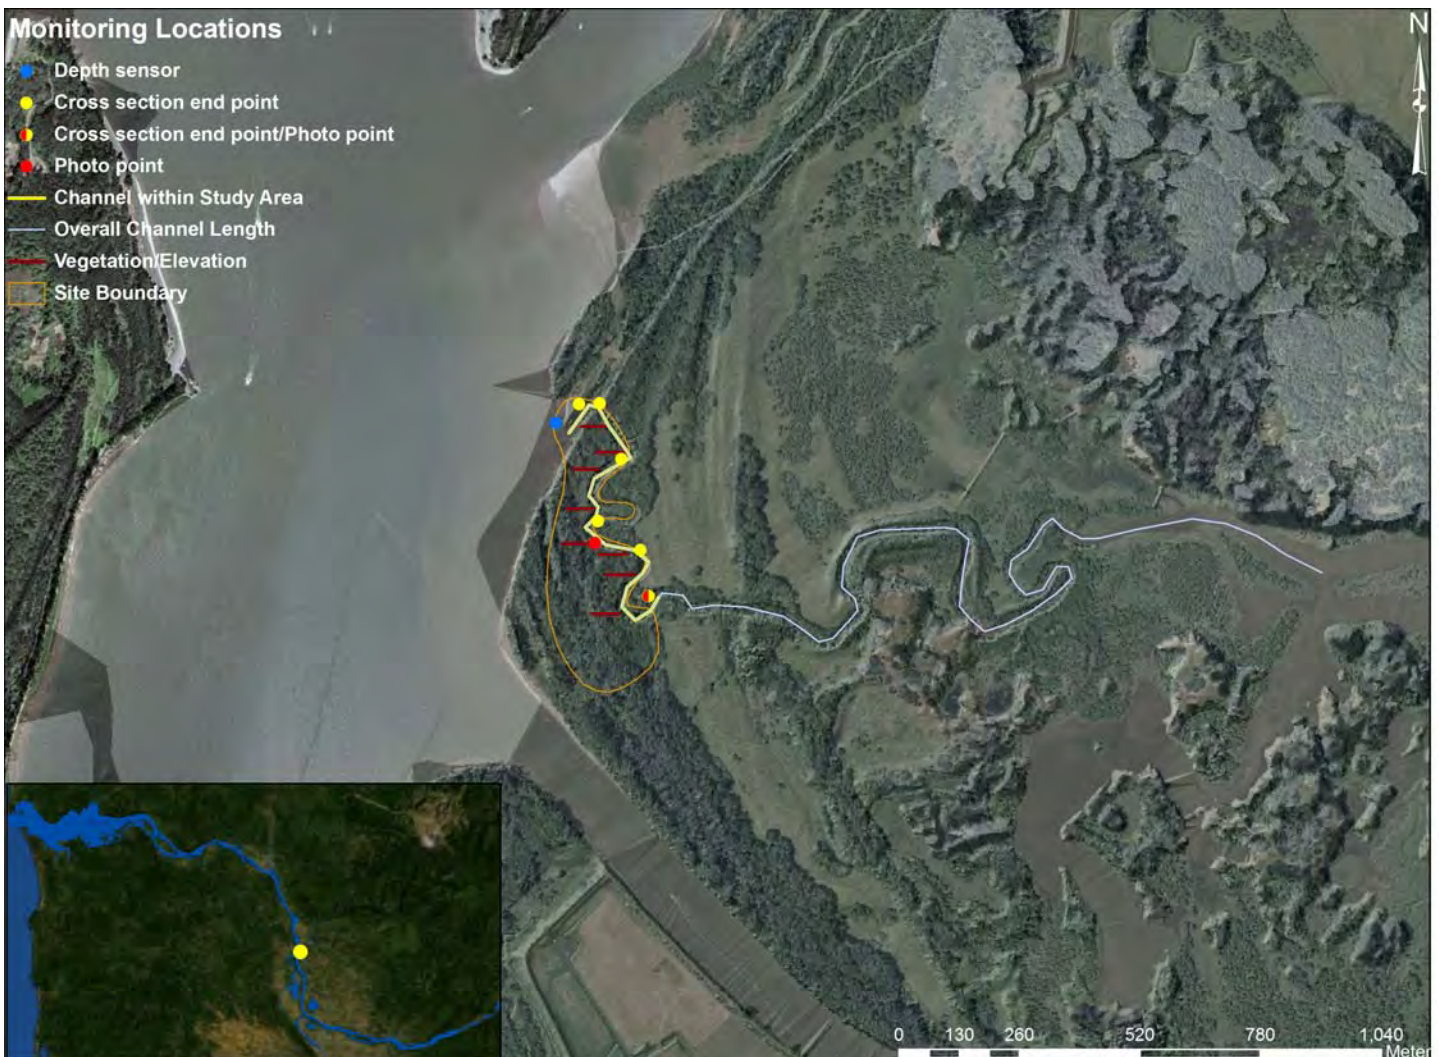 Monitoring Locations
Depth sensor
Cross section end point
Cross section end point/Photo point
Photo point
Channel within Study Area
Overall Channel Length
Vegetation/Elevation
Site Boundary
N
0 130 260 520 780 1,040
Meter